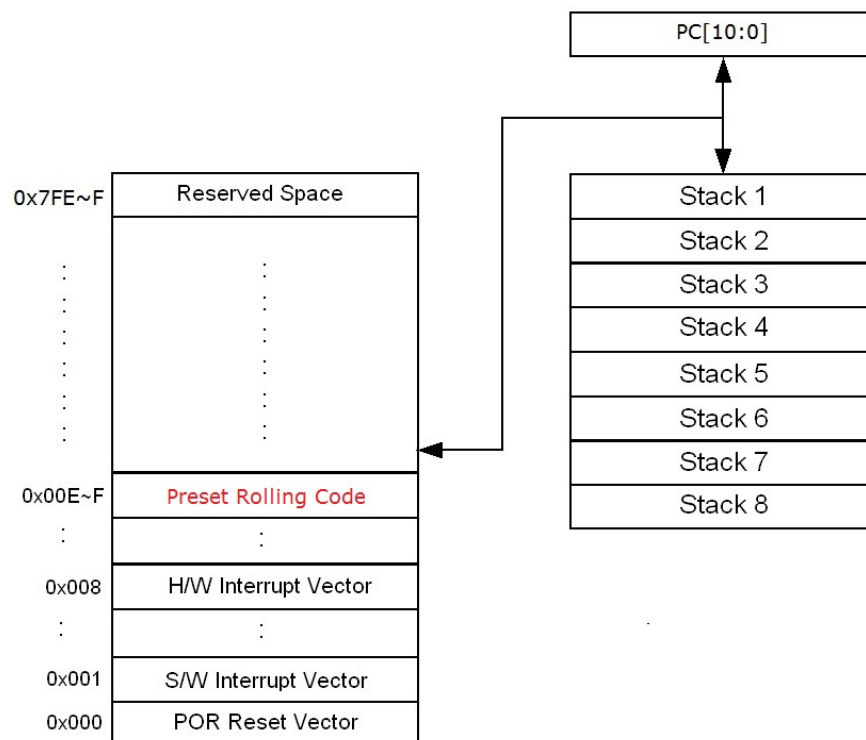 PC[10:0]
0x7FE~F Reserved Space
Stack 1
Stack 2
Stack 3
Stack 4
Stack 5
Stack 6
Stack 7
Stack 8
0x00E~F Preset Rolling Code
: :
0x008 H/W Interrupt Vector
: :
0x001 S/W Interrupt Vector
0x000 POR Reset Vector